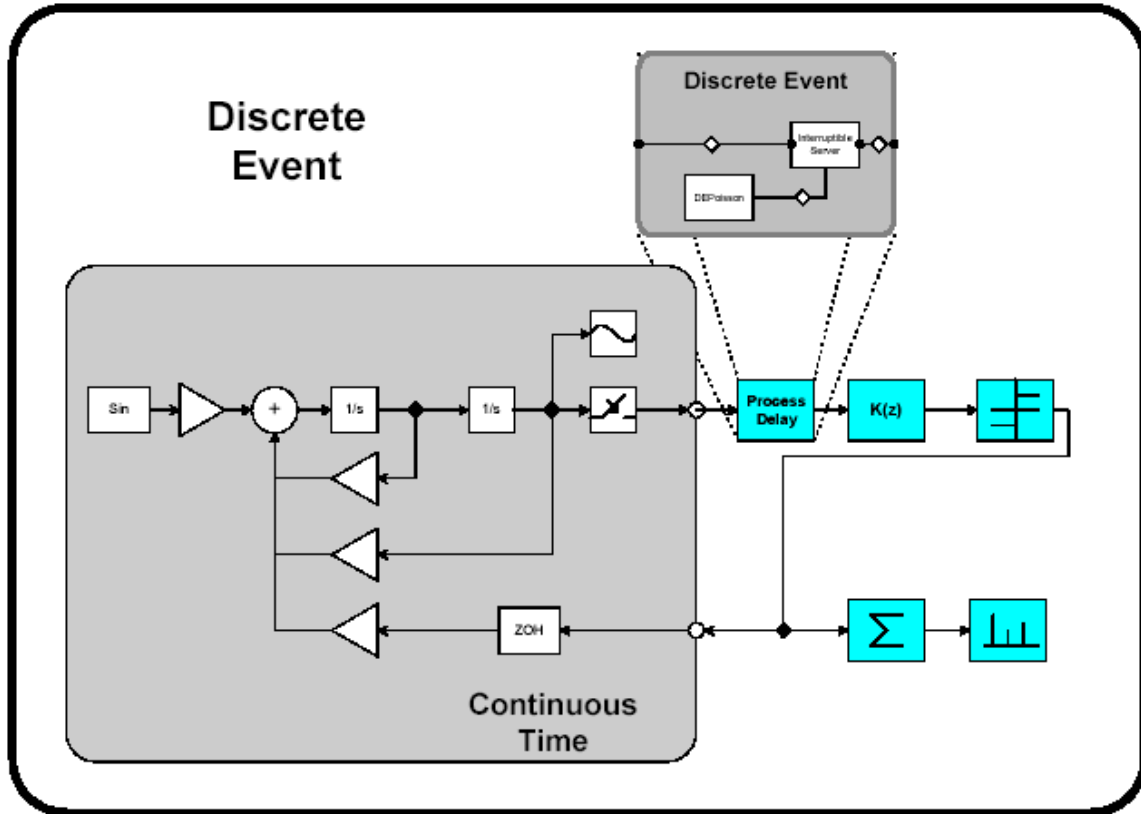 Discrete
Event
Discrete Event
Interruptible
Server
DEPoisson
Sin
+
1/s
1/s
Process
Delay
K(z)
ZOH
Σ
Continuous
Time